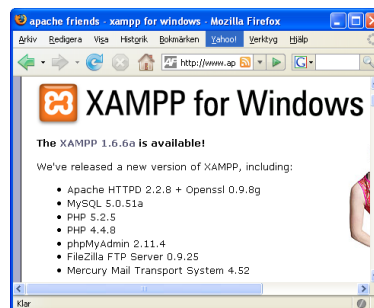 apache friends - xampp for windows - Mozilla Firefox
Arkiv Redigera Visa Historik Bokmärken Yahoo! Verktyg Hjälp
http://www.ap
G
XAMPP for Windows
The XAMPP 1.6.6a is available!
We've released a new version of XAMPP, including:
Apache HTTPD 2.2.8 + Openssl 0.9.8g
MySQL 5.0.51a
PHP 5.2.5
PHP 4.4.8
phpMyAdmin 2.11.4
FileZilla FTP Server 0.9.25
Mercury Mail Transport System 4.52
Klar